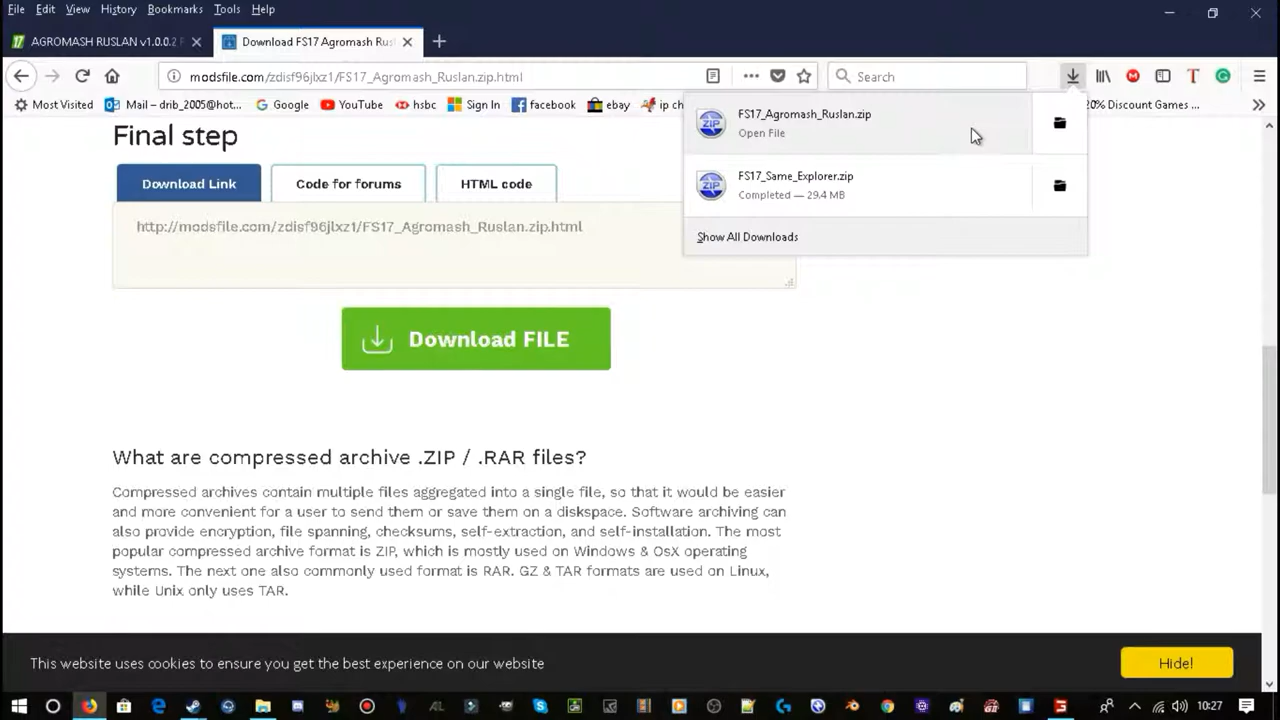 File Edit View History Bookmarks Tools Help
AGROMASH RUSLAN v1.0.0.2 F
Download FS17 Agromash Rus
modsfile.com/zdisf96jlxz1/FS17_Agromash_Ruslan.zip.html
Search
Most Visited Mail – drib_2005@hot... Google YouTube hsbc Sign In facebook ebay ip ch 20% Discount Games ...
FS17_Agromash_Ruslan.zip
Open File
FS17_Same_Explorer.zip
Completed — 29.4 MB
Show All Downloads
Final step
Download Link Code for forums HTML code
http://modsfile.com/zdisf96jlxz1/FS17_Agromash_Ruslan.zip.html
Download FILE
What are compressed archive .ZIP / .RAR files?
Compressed archives contain multiple files aggregated into a single file, so that it would be easier
and more convenient for a user to send them or save them on a diskspace. Software archiving can
also provide encryption, file spanning, checksums, self-extraction, and self-installation. The most
popular compressed archive format is ZIP, which is mostly used on Windows & OsX operating
systems. The next one also commonly used format is RAR. GZ & TAR formats are used on Linux,
while Unix only uses TAR.
This website uses cookies to ensure you get the best experience on our website
Hide!
10:27